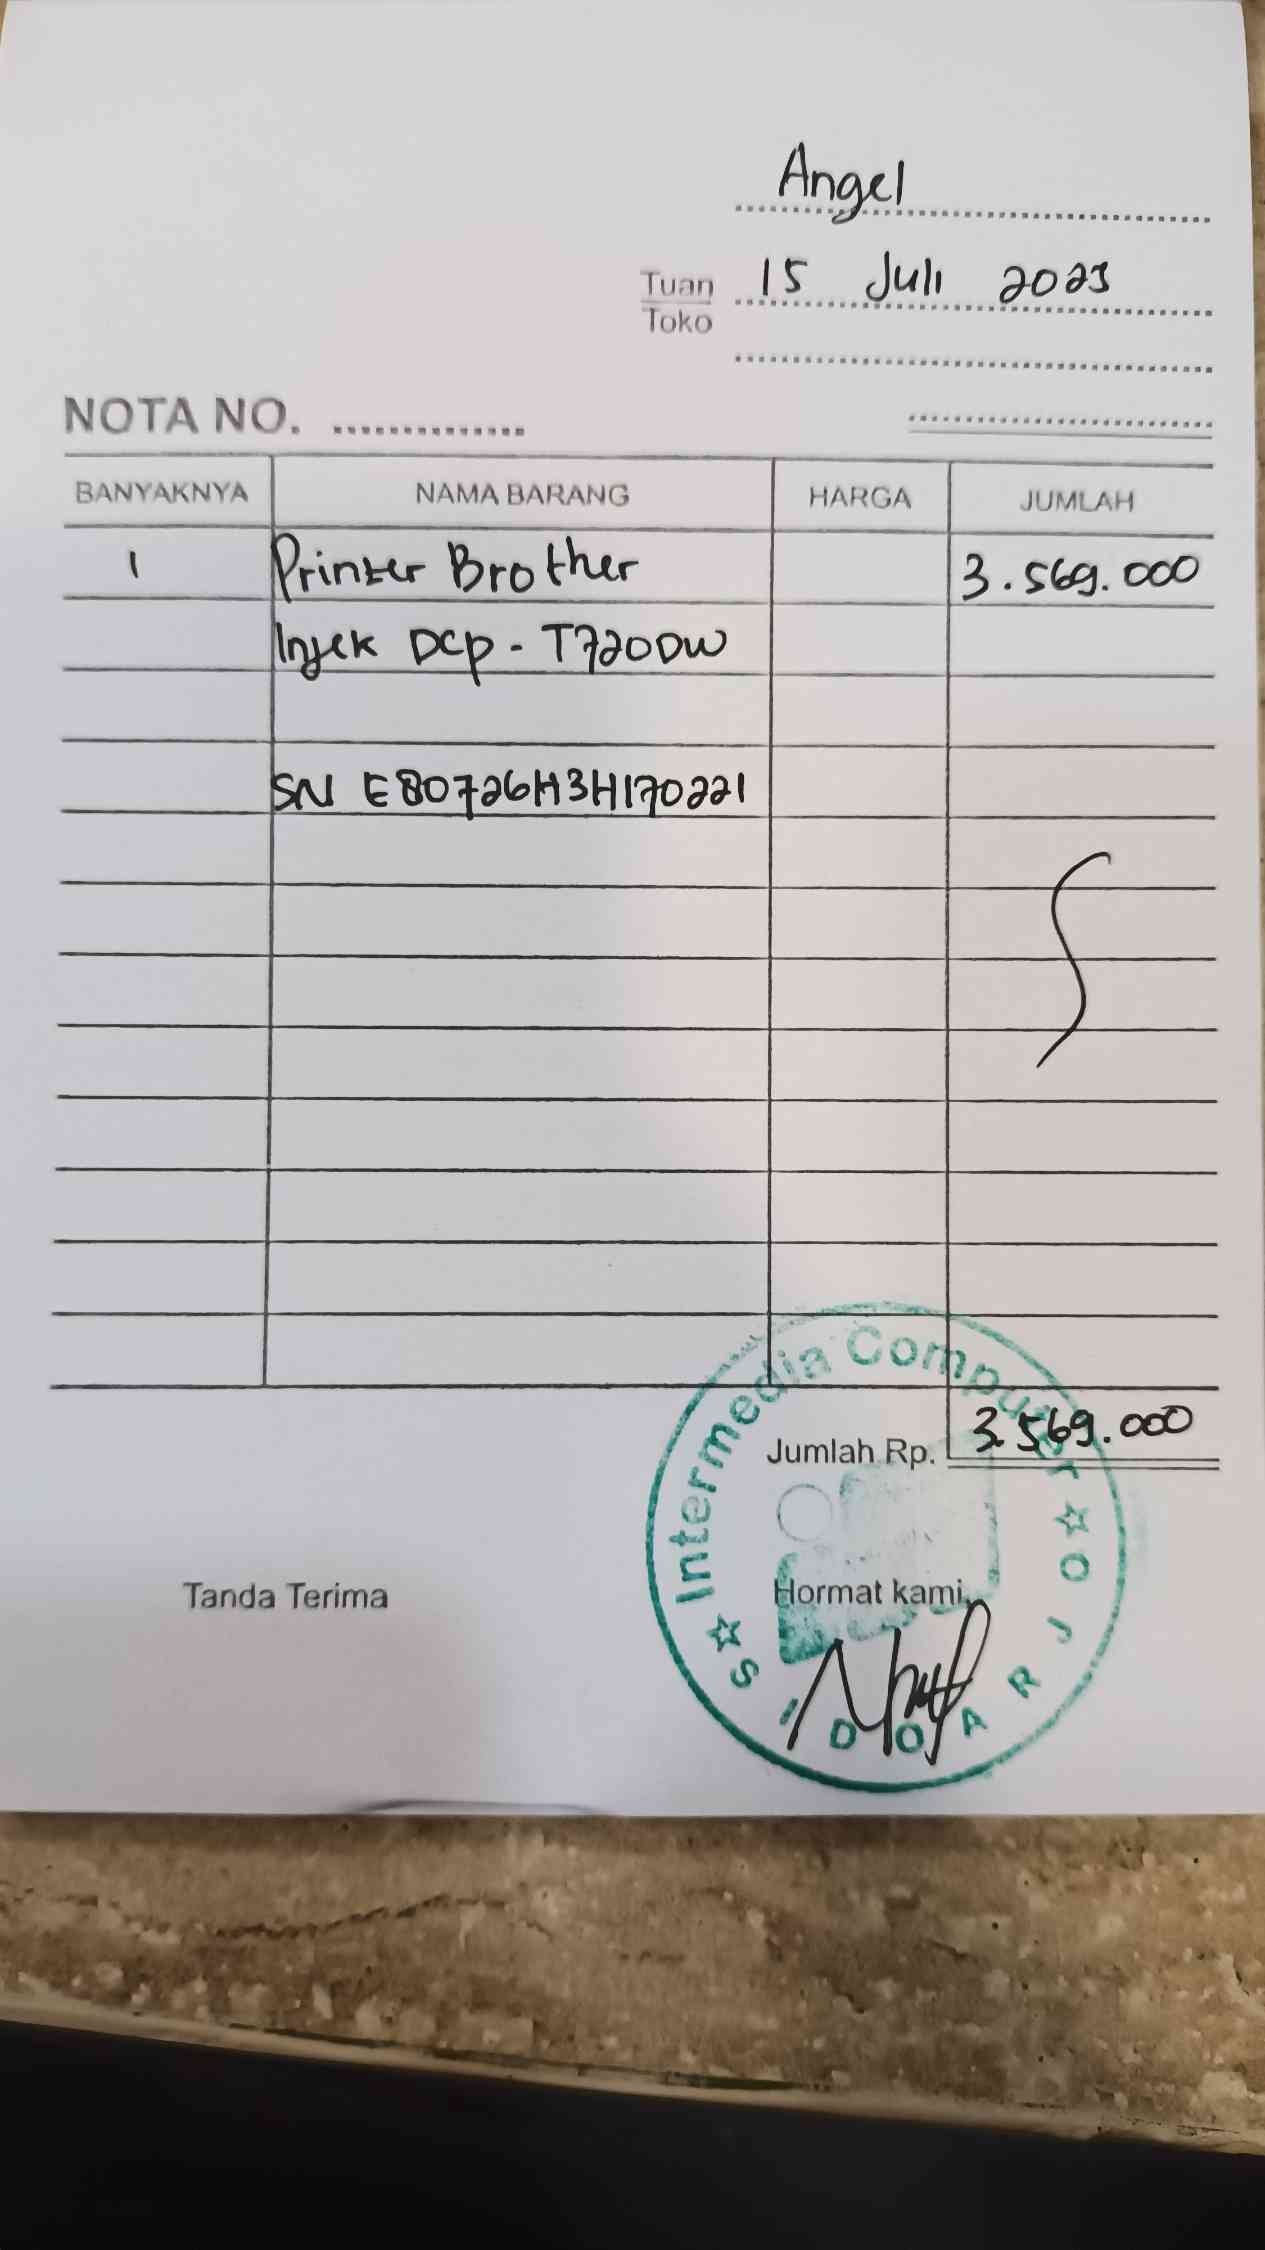 Angel
Tuan 15 Juli 2023
Toko
NOTA NO.
BANYAKNYA NAMA BARANG HARGA JUMLAH
1 Printer Brother 3.569.000
Injek DCP - T720DW
SN E80726H3H170221
Jumlah Rp. 3.569.000
Tanda Terima Hormat kami,
Intermedia Computer
SIDOARJO